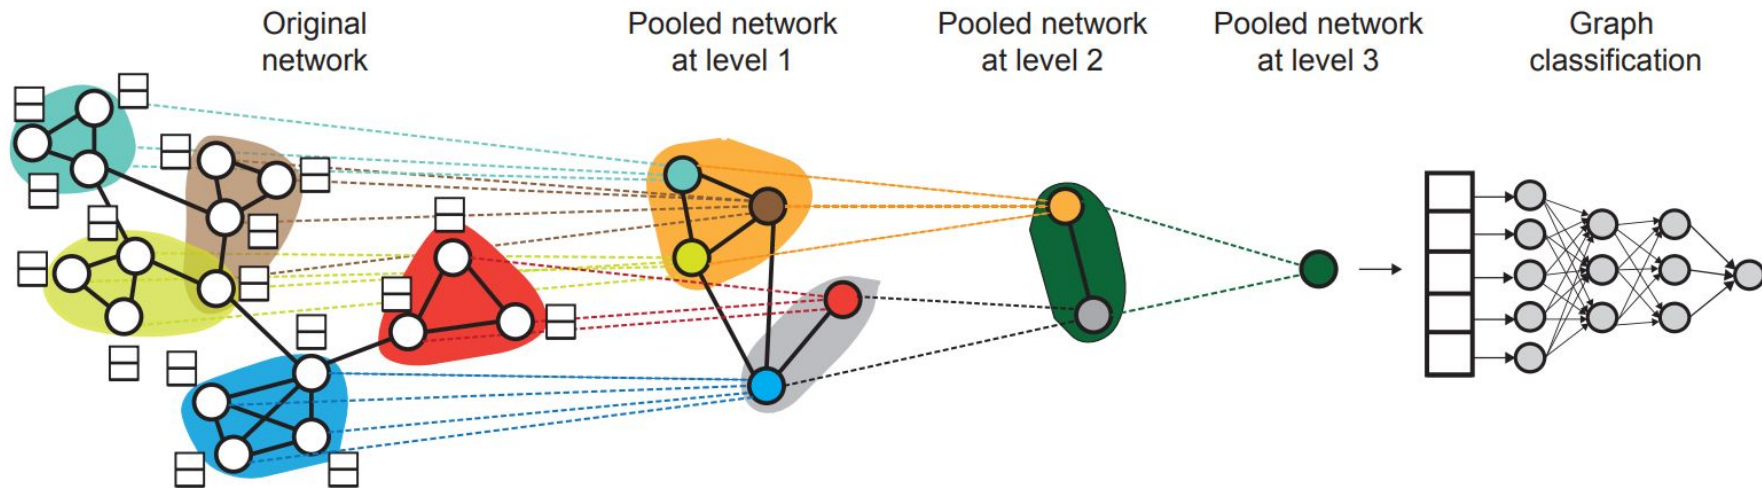 Original
network
Pooled network
at level 1
Pooled network
at level 2
Pooled network
at level 3
Graph
classification